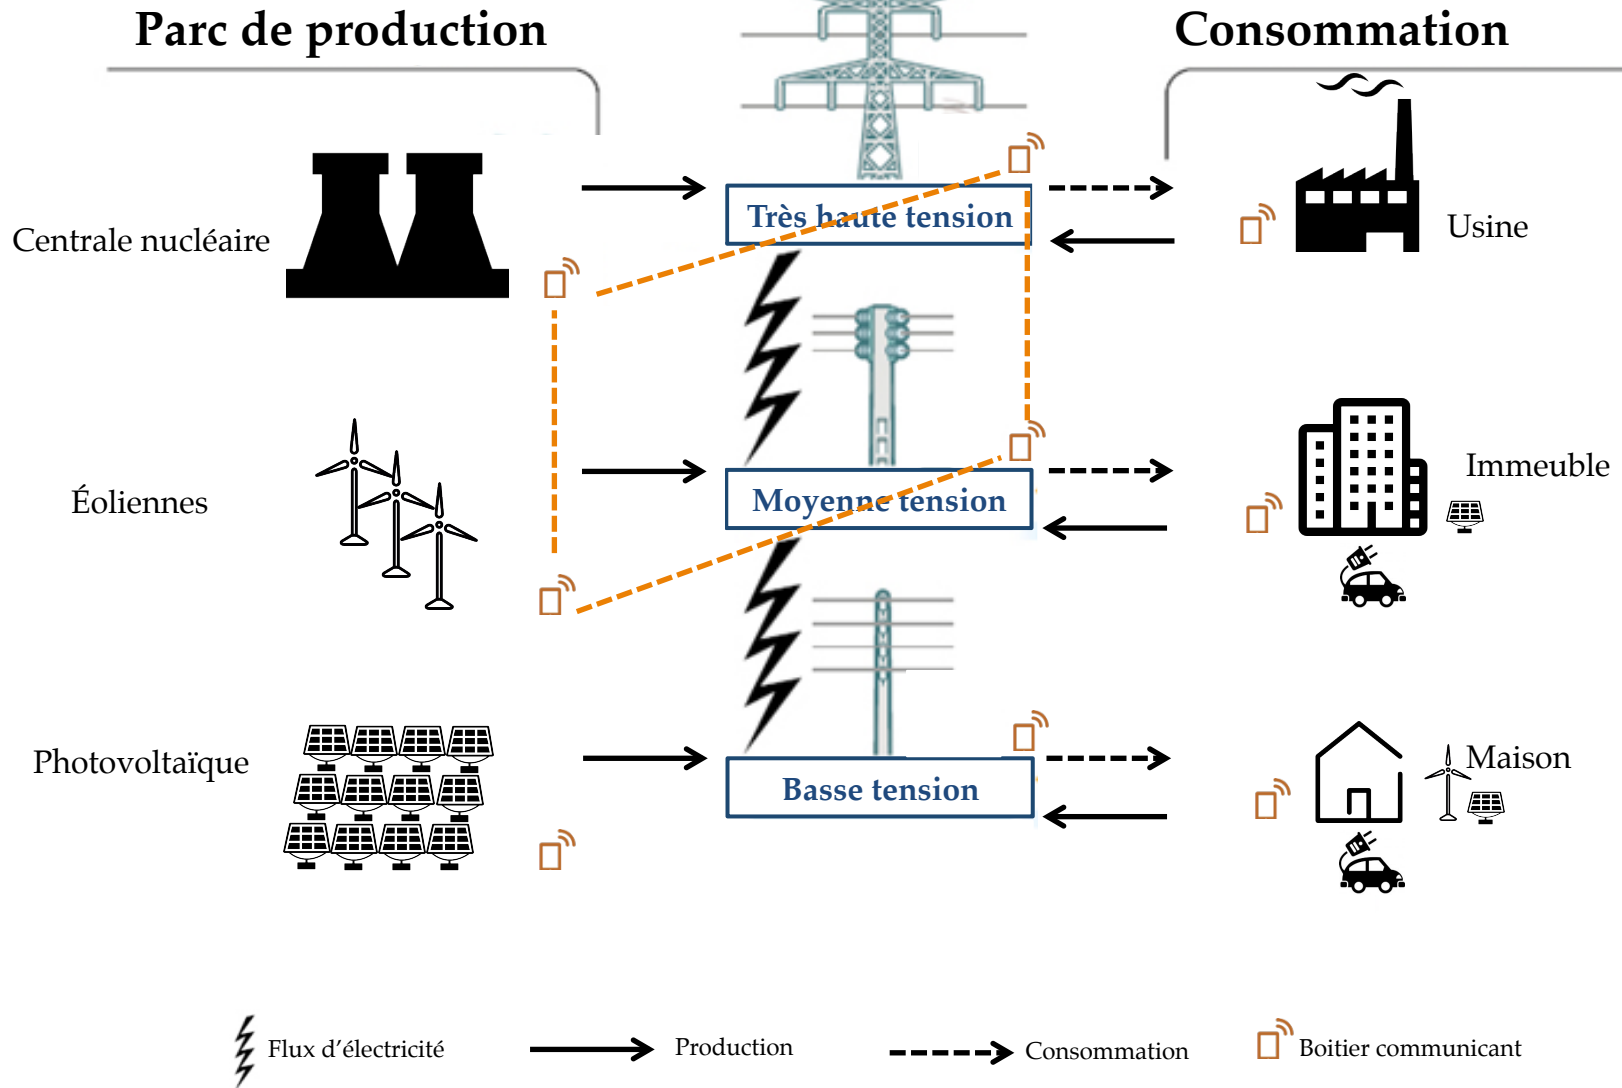 Parc de production
Consommation
Centrale nucléaire
Très haute tension
Usine
Éoliennes
Moyenne tension
Immeuble
Photovoltaïque
Basse tension
Maison
Flux d'électricité
Production
Consommation
Boitier communicant